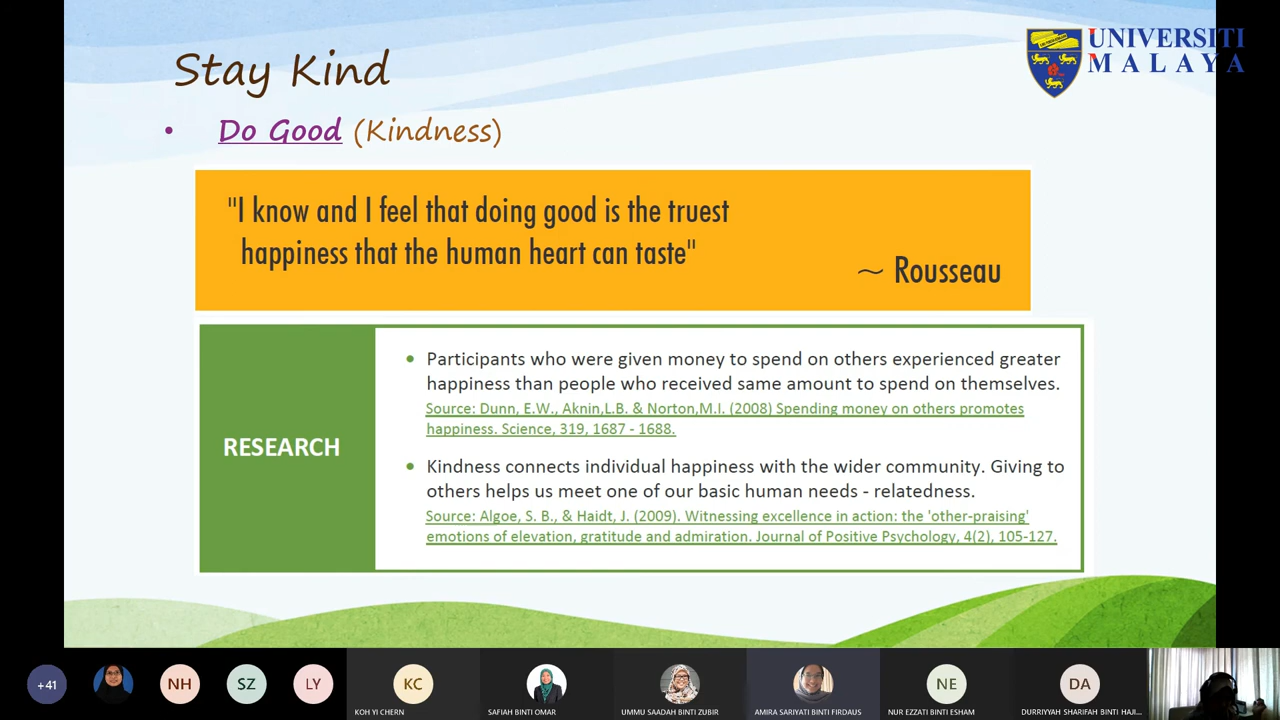 Stay Kind
UNIVERSITI
MALAYA
• Do Good (Kindness)
"I know and I feel that doing good is the truest
happiness that the human heart can taste"
~ Rousseau
RESEARCH
• Participants who were given money to spend on others experienced greater
happiness than people who received same amount to spend on themselves.
Source: Dunn, E.W., Aknin,L.B. & Norton,M.I. (2008) Spending money on others promotes
happiness. Science, 319, 1687 - 1688.
• Kindness connects individual happiness with the wider community. Giving to
others helps us meet one of our basic human needs - relatedness.
Source: Algoe, S. B., & Haidt, J. (2009). Witnessing excellence in action: the 'other-praising'
emotions of elevation, gratitude and admiration. Journal of Positive Psychology, 4(2), 105-127.
+41
NH
SZ
LY
KC
NE
DA
KOH YI CHERN
SAFIAH BINTI OMAR
UMMU SAADAH BINTI ZUBIR
AMIRA SARIYATI BINTI FIRDAUS
NUR EZZATI BINTI ESHAM
DURRIYYAH SHARIFAH BINTI HAJI...